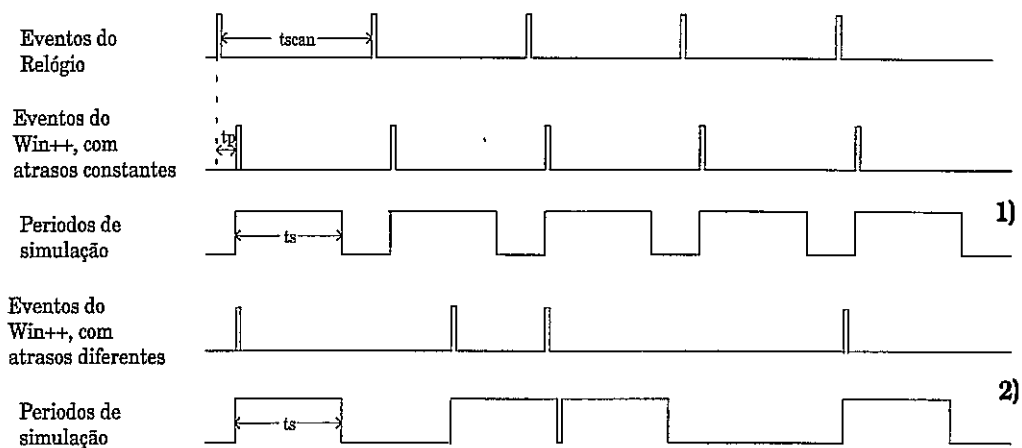 Eventos do
Relógio
tscan
Eventos do
Win++, com
atrasos constantes
tp
1)
Periodos de
simulação
ts
Eventos do
Win++, com
atrasos diferentes
2)
Periodos de
simulação
ts